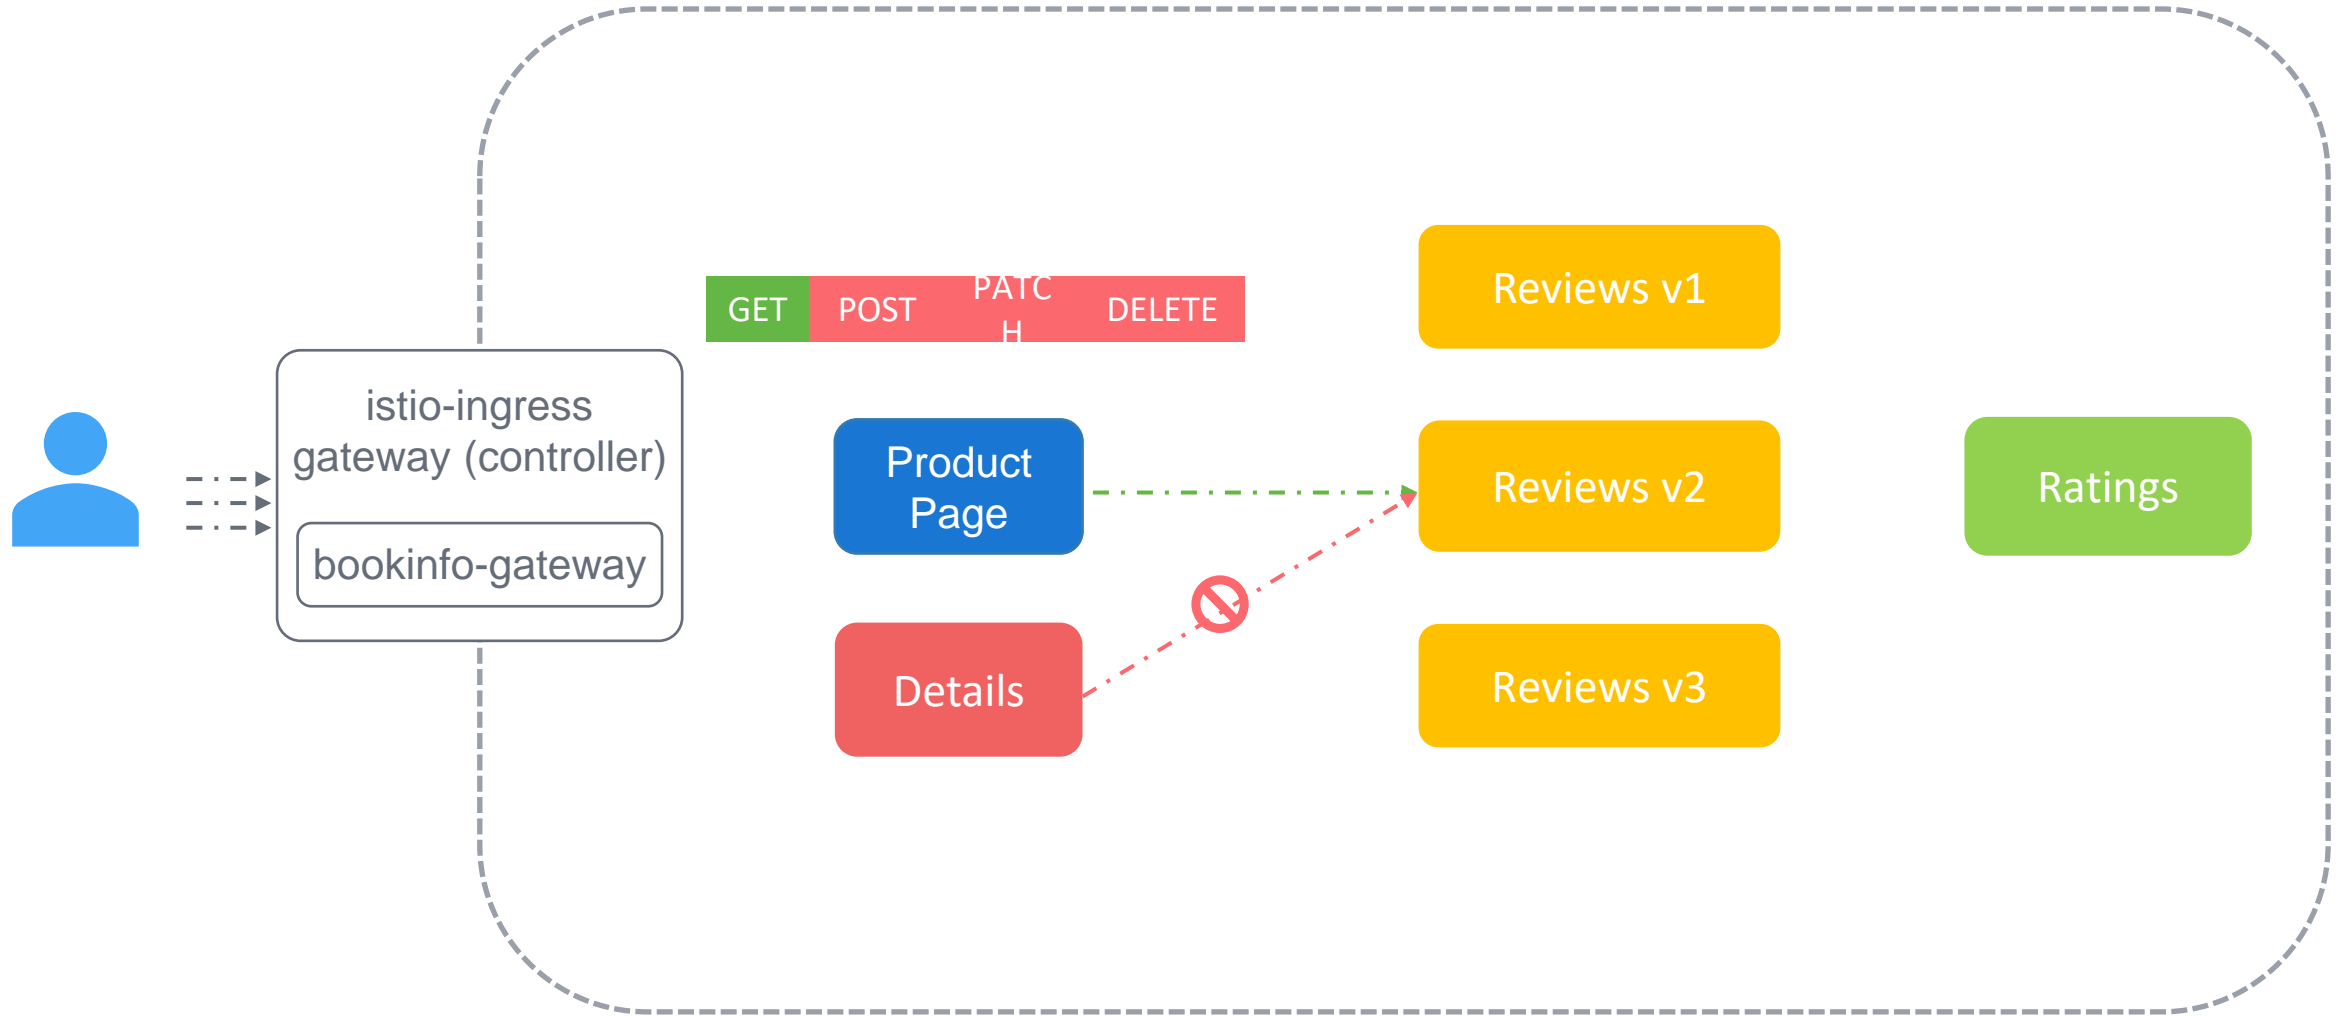 istio-ingress
gateway (controller)
bookinfo-gateway
GET
POST
PATC
H
DELETE
Product
Page
Details
Reviews v1
Reviews v2
Reviews v3
Ratings